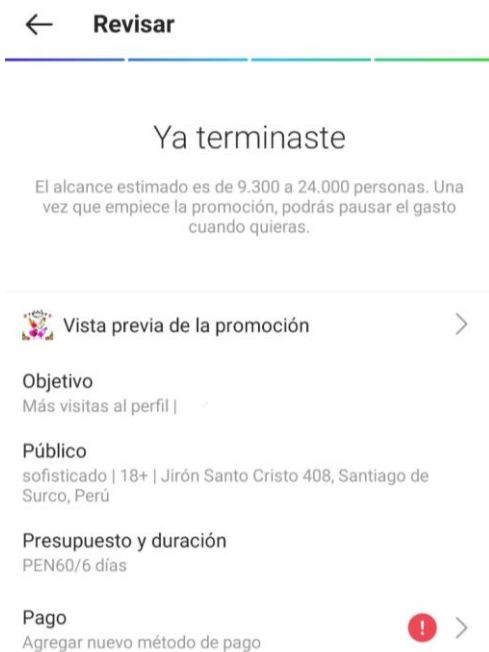 Revisar
Ya terminaste
El alcance estimado es de 9.300 a 24.000 personas. Una
vez que empiece la promoción, podrás pausar el gasto
cuando quieras.
Vista previa de la promoción
Objetivo
Más visitas al perfil |
Público
sofisticado | 18+ | Jirón Santo Cristo 408, Santiago de
Surco, Perú
Presupuesto y duración
PEN60/6 días
Pago
!
Agregar nuevo método de pago